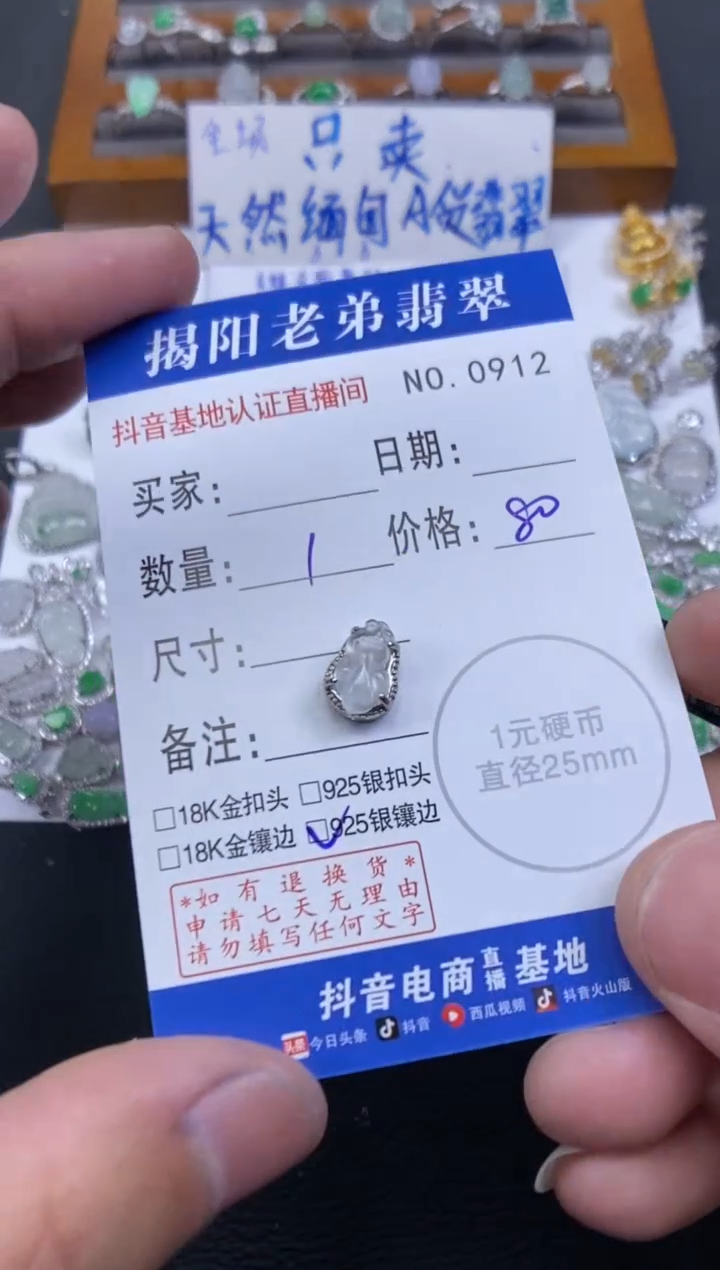 全场
只卖
天然缅甸A货翡翠
揭阳老弟翡翠
抖音基地认证直播间
NO.0912
买家:
日期:
数量: 1
价格: 80
尺寸:
备注:
1元硬币
直径25mm
□18K金扣头 □925银扣头
□18K金镶边 □925银镶边
*如有退换货*
申请七天无理由
请勿填写任何文字
抖音电商直播基地
头条 今日头条 抖音 西瓜视频 抖音火山版